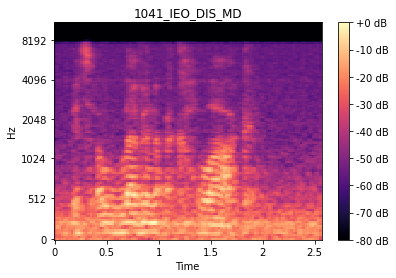 1041_IEO_DIS_MD
+0 dB
8192
-10 dB
4096
-20 dB
-30 dB
2048
Hz
-40 dB
1024
-50 dB
512
-60 dB
-70 dB
0
-80 dB
0 0.5 1 1.5 2 2.5
Time